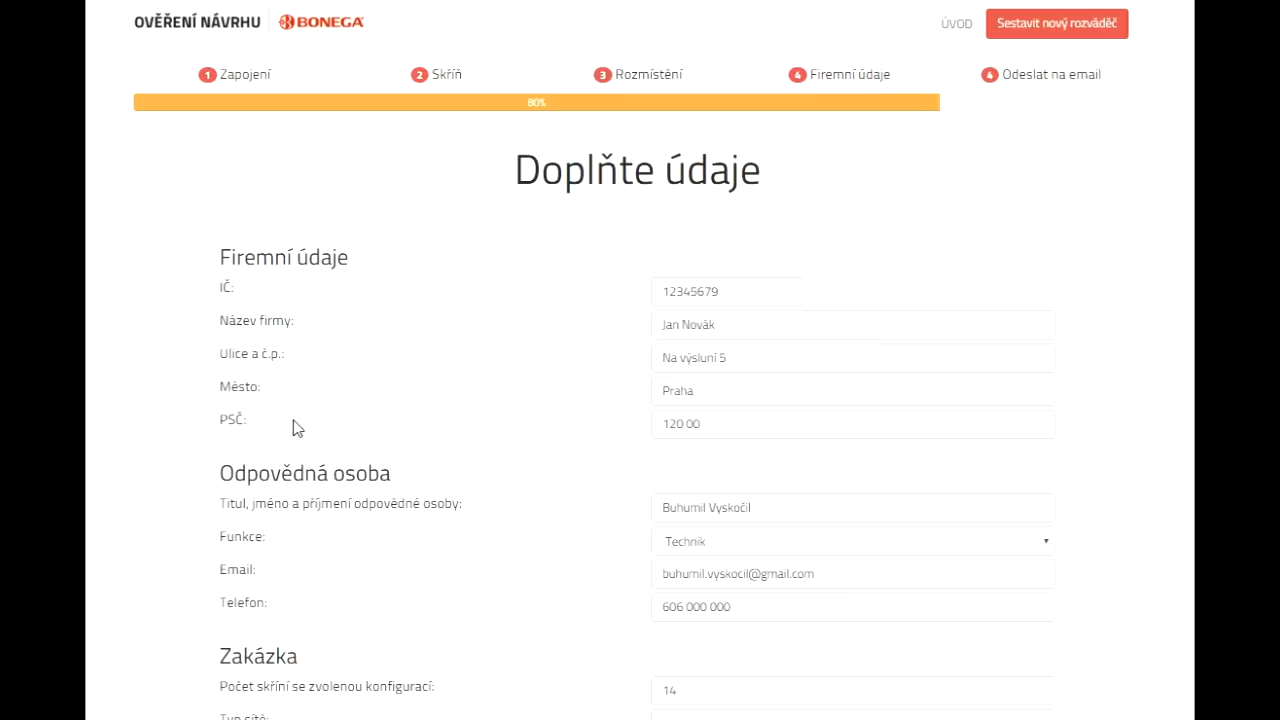 OVĚŘENÍ NÁVRHU BONEGA ÚVOD Sestavit nový rozváděč
1 Zapojení 2 Skříň 3 Rozmístění 4 Firemní údaje 4 Odeslat na email
80%
Doplňte údaje
Firemní údaje
IČ: 12345679
Název firmy: Jan Novák
Ulice a č.p.: Na výsluní 5
Město: Praha
PSČ: 120 00
Odpovědná osoba
Titul, jméno a příjmení odpovědné osoby: Buhumil Vyskočil
Funkce: Technik
Email: buhumil.vyskocil@gmail.com
Telefon: 606 000 000
Zakázka
Počet skříní se zvolenou konfigurací: 14
Typ sítě: